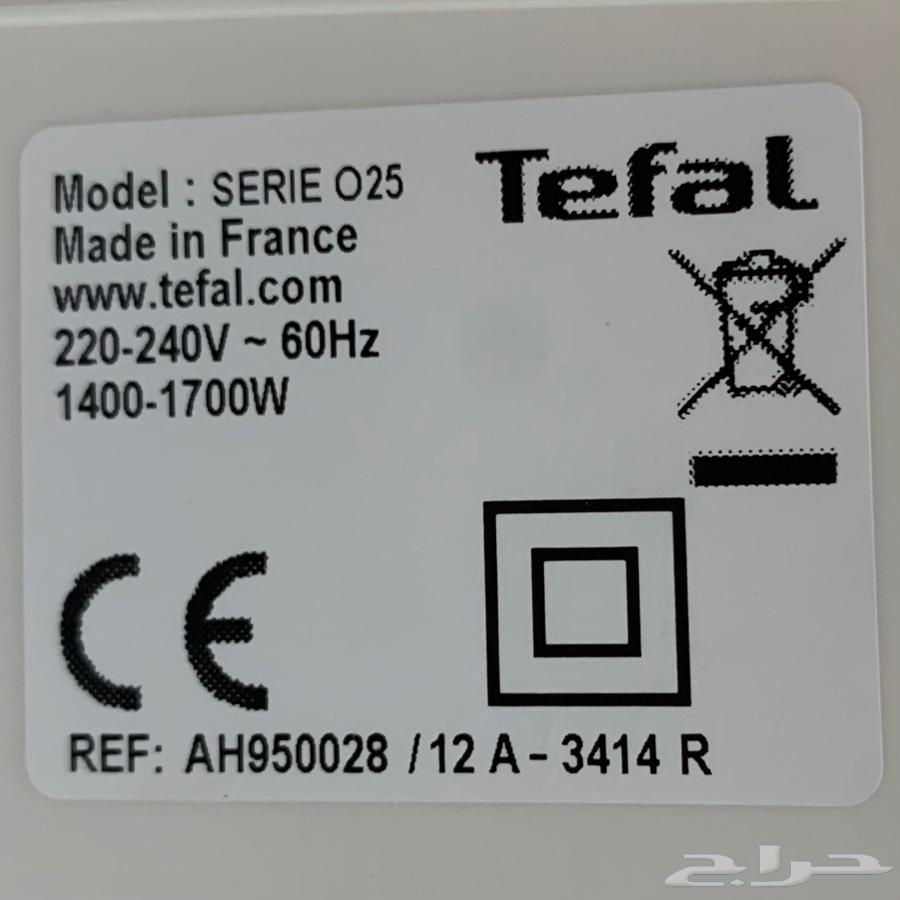 Tefal
Model : SERIE O25
Made in France
www.tefal.com
220-240V ~ 60Hz
1400-1700W
CE
REF: AH950028 /12 A - 3414 R
حراج